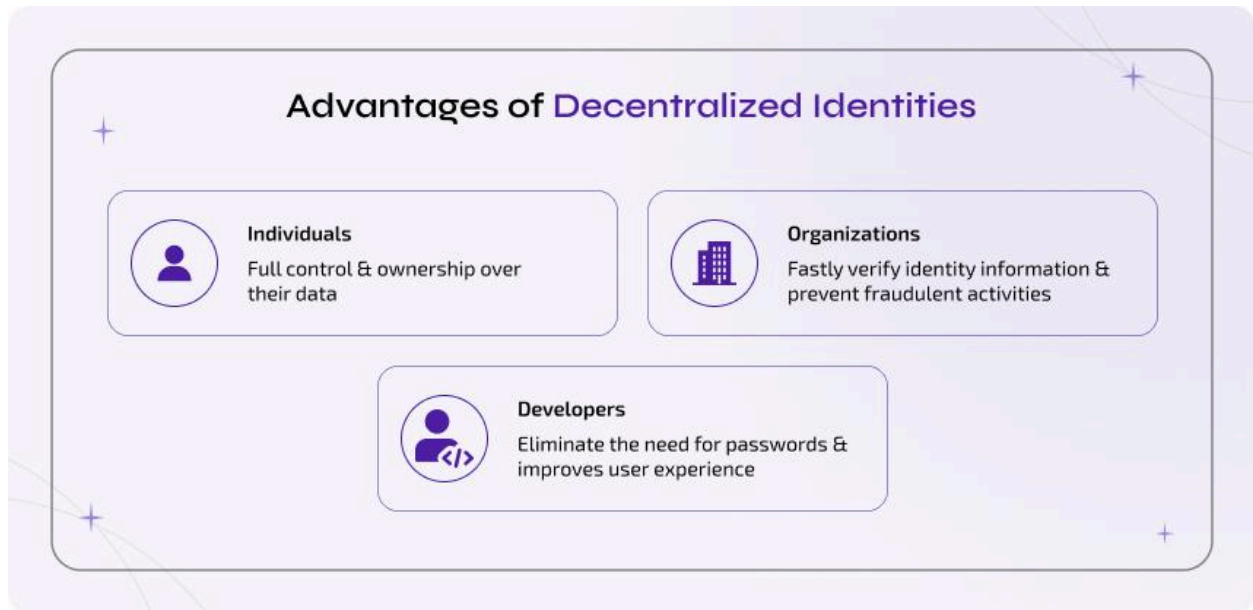 Advantages of Decentralized Identities
Individuals
Full control & ownership over
their data
Organizations
Fastly verify identity information &
prevent fraudulent activities
Developers
Eliminate the need for passwords &
improves user experience